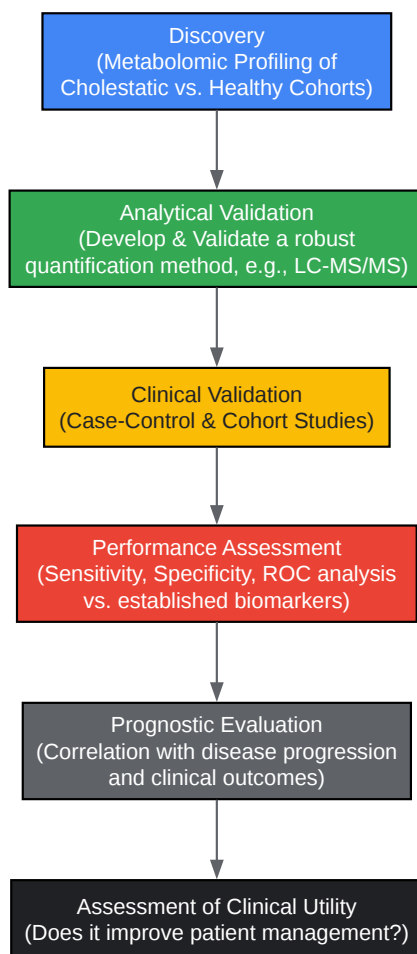 Discovery
(Metabolomic Profiling of
Cholestatic vs. Healthy Cohorts)
Analytical Validation
(Develop & Validate a robust
quantification method, e.g., LC-MS/MS)
Clinical Validation
(Case-Control & Cohort Studies)
Performance Assessment
(Sensitivity, Specificity, ROC analysis
vs. established biomarkers)
Prognostic Evaluation
(Correlation with disease progression
and clinical outcomes)
Assessment of Clinical Utility
(Does it improve patient management?)